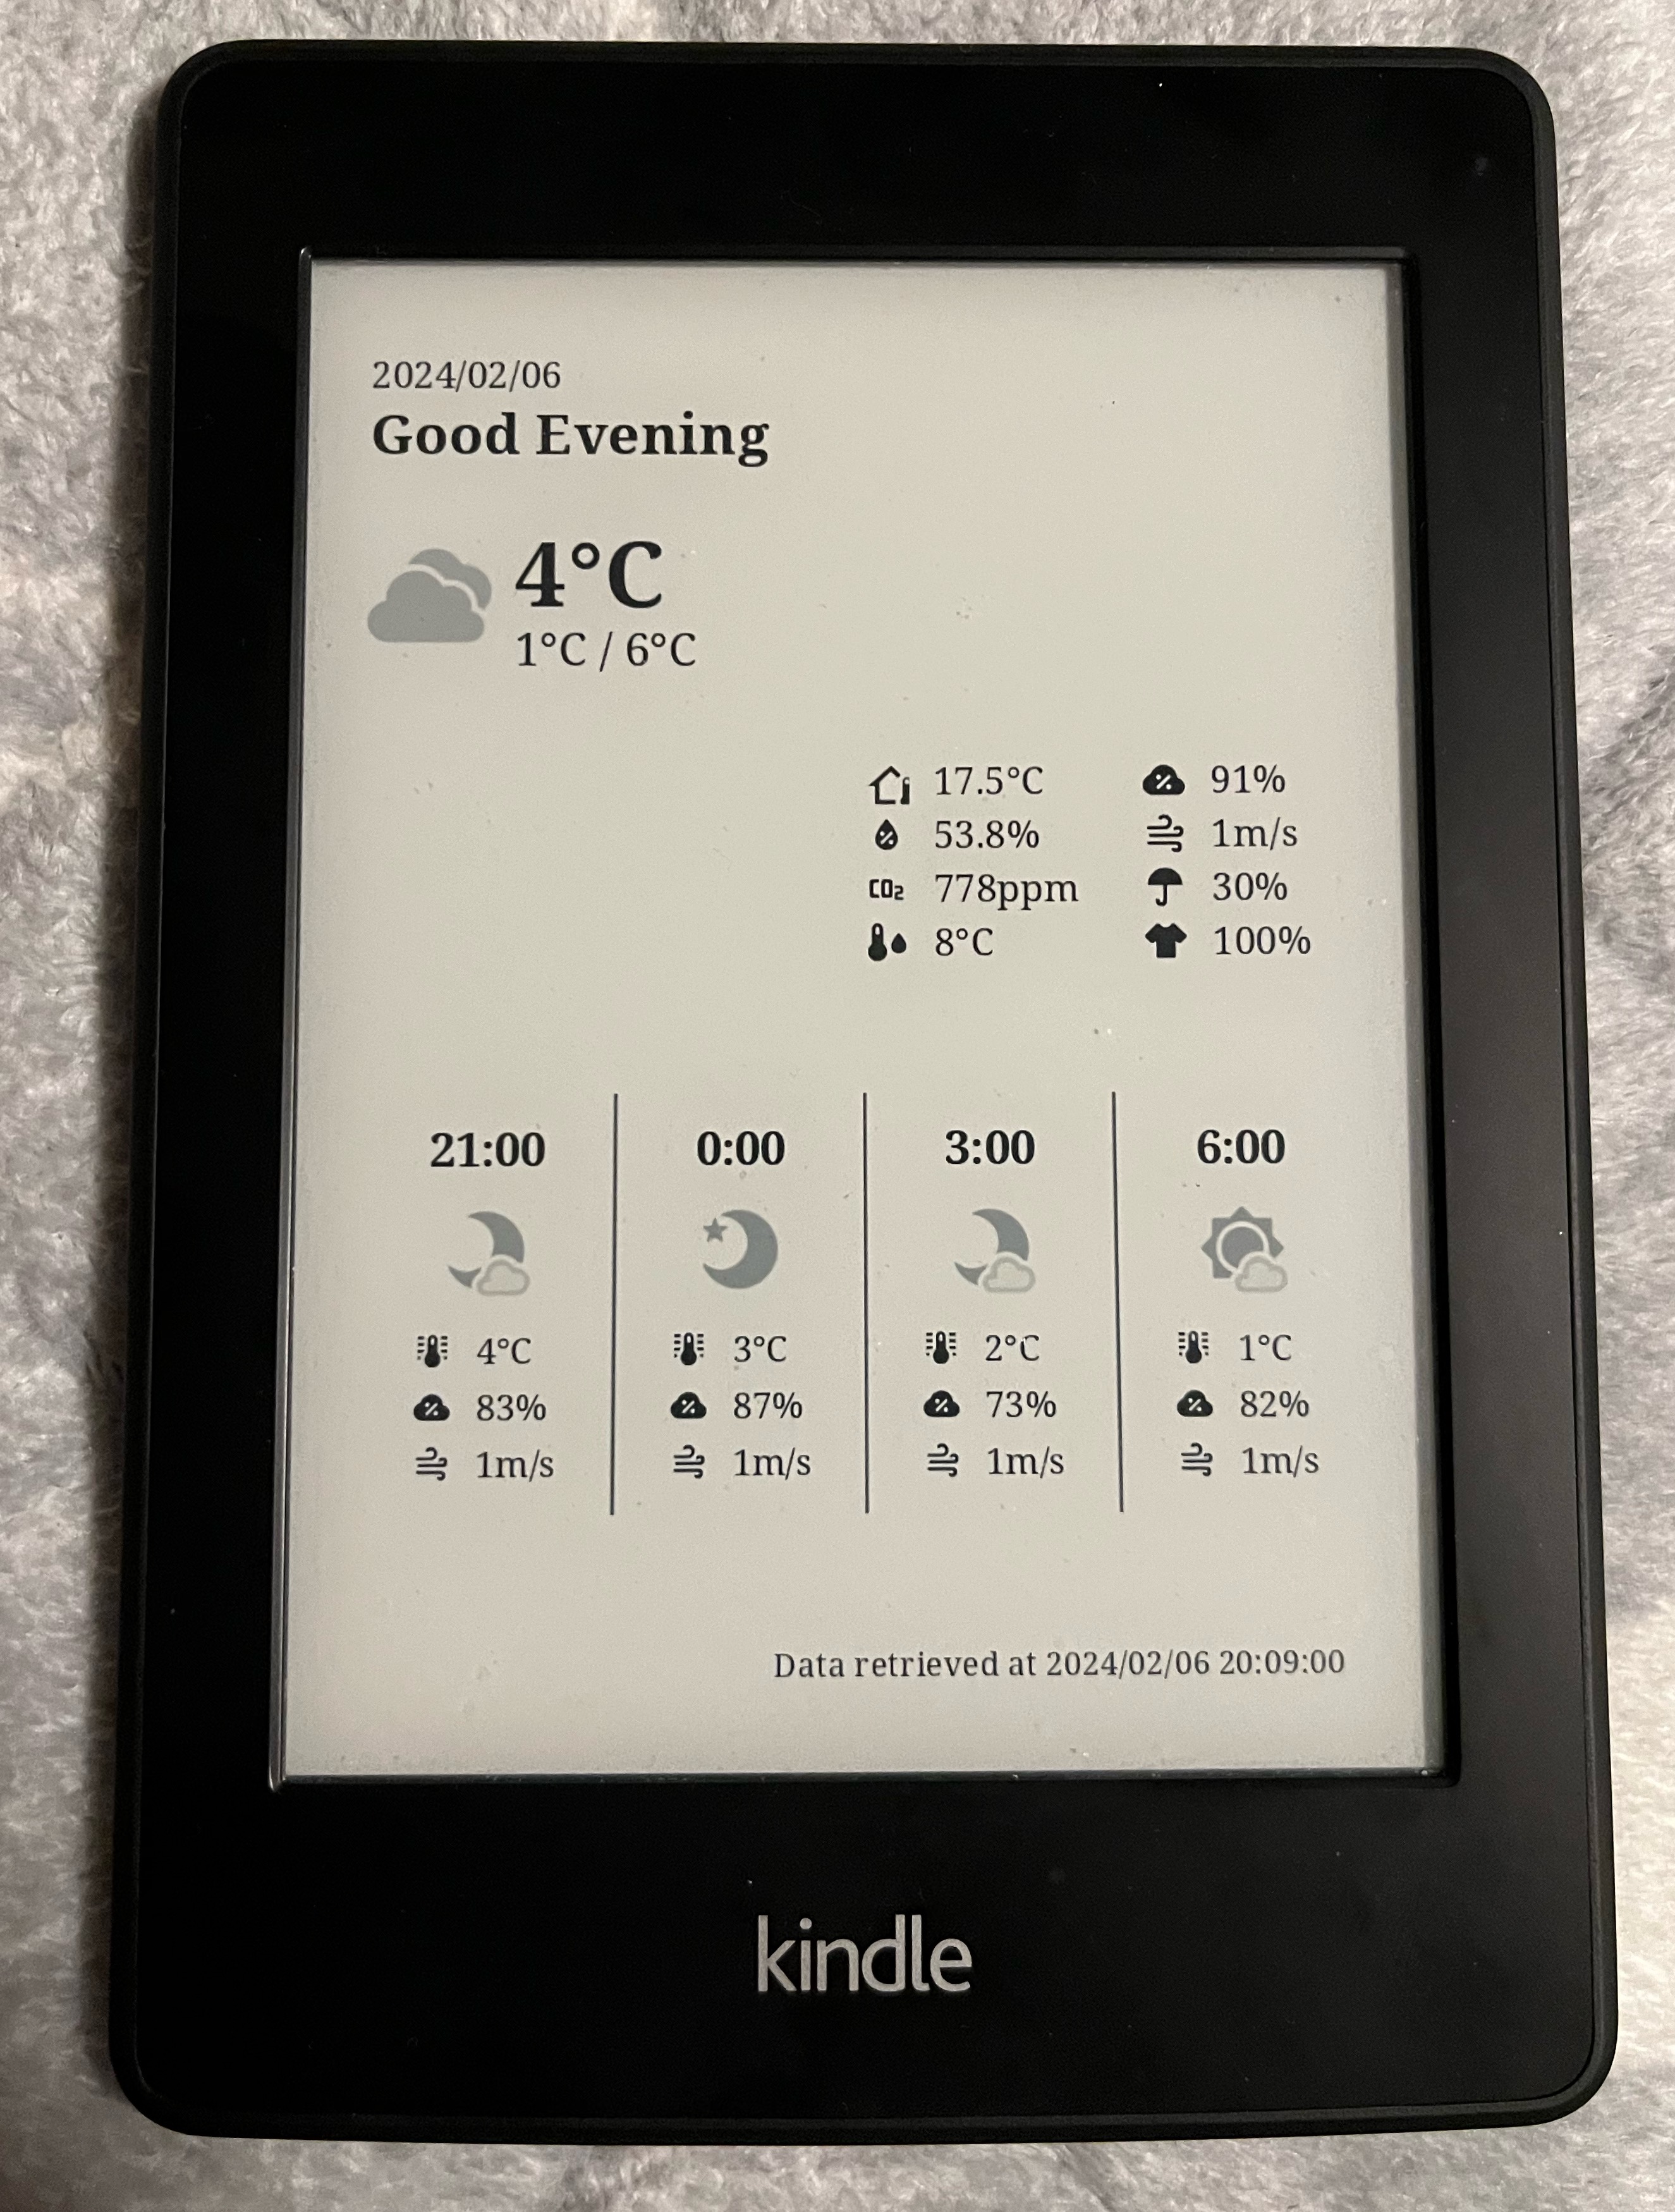 2024/02/06
Good Evening
4°C
1°C / 6°C
17.5°C 91%
53.8% 1m/s
CO₂ 778ppm 30%
8°C 100%
21:00 0:00 3:00 6:00
4°C 3°C 2°C 1°C
83% 87% 73% 82%
1m/s 1m/s 1m/s 1m/s
Data retrieved at 2024/02/06 20:09:00
kindle